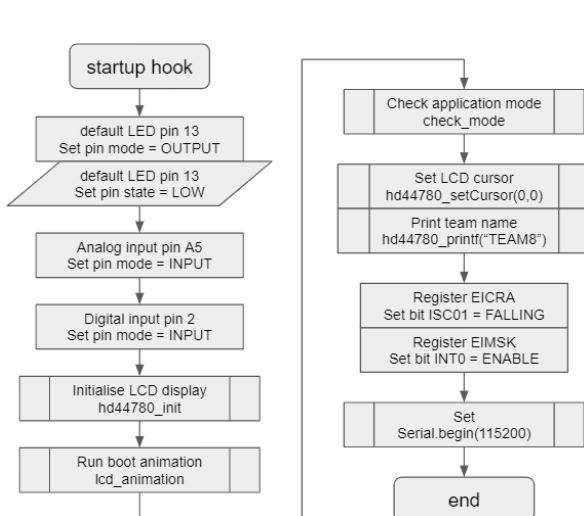 startup hook
default LED pin 13
Set pin mode = OUTPUT
default LED pin 13
Set pin state = LOW
Analog input pin A5
Set pin mode = INPUT
Digital input pin 2
Set pin mode = INPUT
Initialise LCD display
hd44780_init
Run boot animation
lcd_animation
Check application mode
check_mode
Set LCD cursor
hd44780_setCursor(0,0)
Print team name
hd44780_printf(“TEAM8”)
Register EICRA
Set bit ISC01 = FALLING
Register EIMSK
Set bit INT0 = ENABLE
Set
Serial.begin(115200)
end